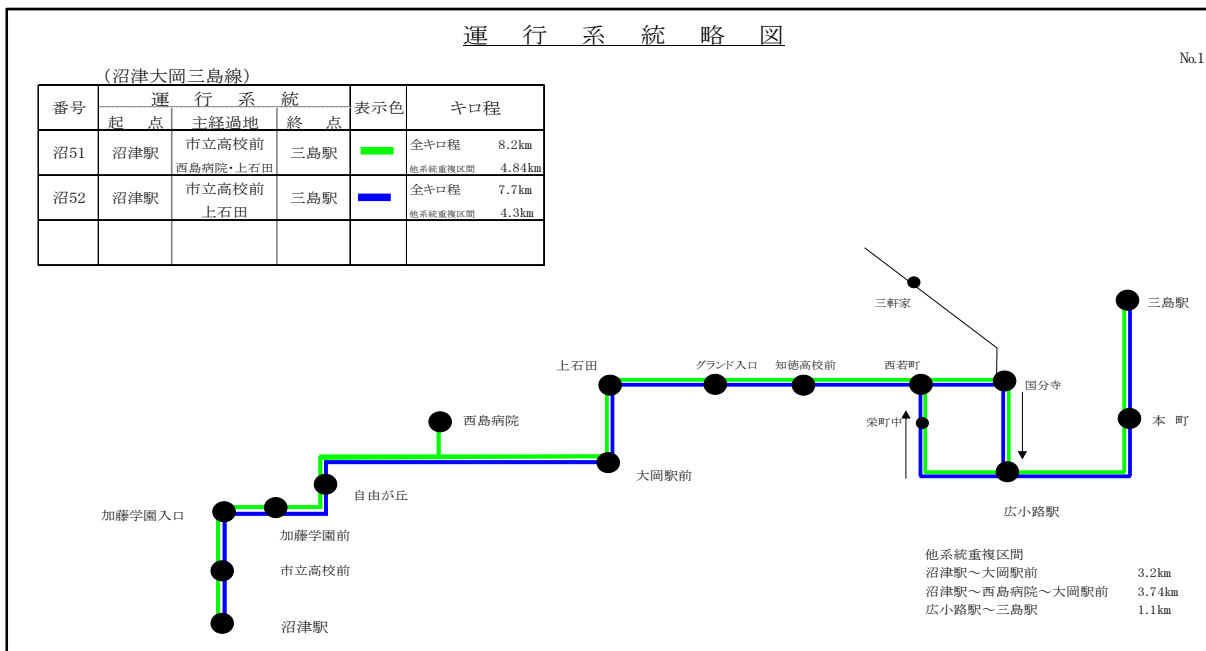 運行系統略図
No.1
(沼津大岡三島線)
番号 運行系統 表示色 キロ程
起点 主経過地 終点
沼51 沼津駅 市立高校前 三島駅 全キロ程 8.2km
西島病院・上石田 他系統重複区間 4.84km
沼52 沼津駅 市立高校前 三島駅 全キロ程 7.7km
上石田 他系統重複区間 4.3km
三軒家
三島駅
上石田
グランド入口
知徳高校前
西若町
国分寺
西島病院
栄町中
本町
大岡駅前
自由が丘
広小路駅
加藤学園入口
加藤学園前
市立高校前
沼津駅
他系統重複区間
沼津駅～大岡駅前 3.2km
沼津駅～西島病院～大岡駅前 3.74km
広小路駅～三島駅 1.1km